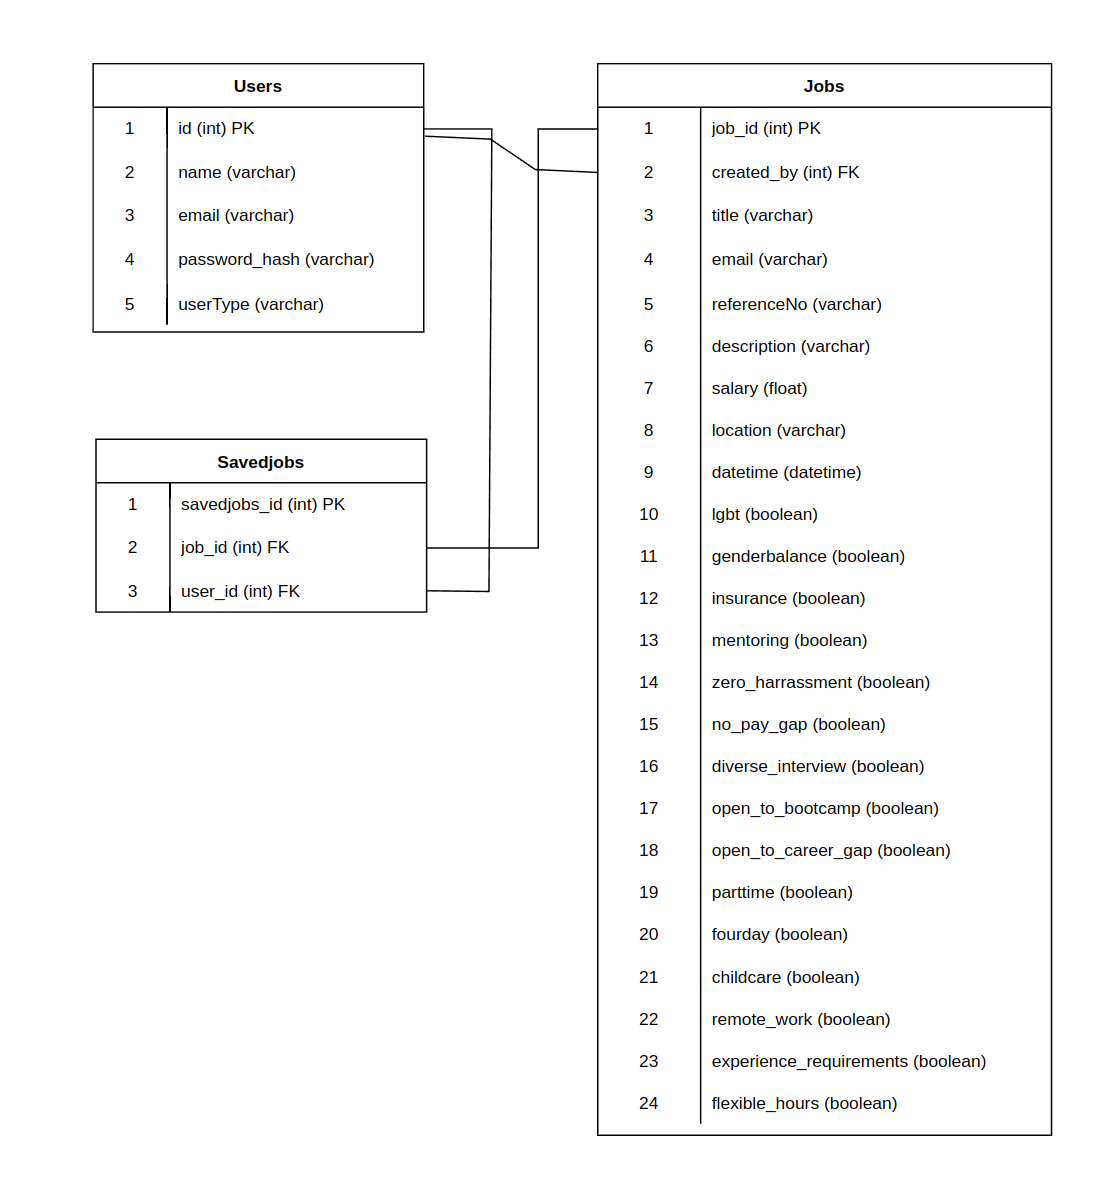 Users
1 id (int) PK
2 name (varchar)
3 email (varchar)
4 password_hash (varchar)
5 userType (varchar)
Savedjobs
1 savedjobs_id (int) PK
2 job_id (int) FK
3 user_id (int) FK
Jobs
1 job_id (int) PK
2 created_by (int) FK
3 title (varchar)
4 email (varchar)
5 referenceNo (varchar)
6 description (varchar)
7 salary (float)
8 location (varchar)
9 datetime (datetime)
10 lgbt (boolean)
11 genderbalance (boolean)
12 insurance (boolean)
13 mentoring (boolean)
14 zero_harrassment (boolean)
15 no_pay_gap (boolean)
16 diverse_interview (boolean)
17 open_to_bootcamp (boolean)
18 open_to_career_gap (boolean)
19 parttime (boolean)
20 fourday (boolean)
21 childcare (boolean)
22 remote_work (boolean)
23 experience_requirements (boolean)
24 flexible_hours (boolean)